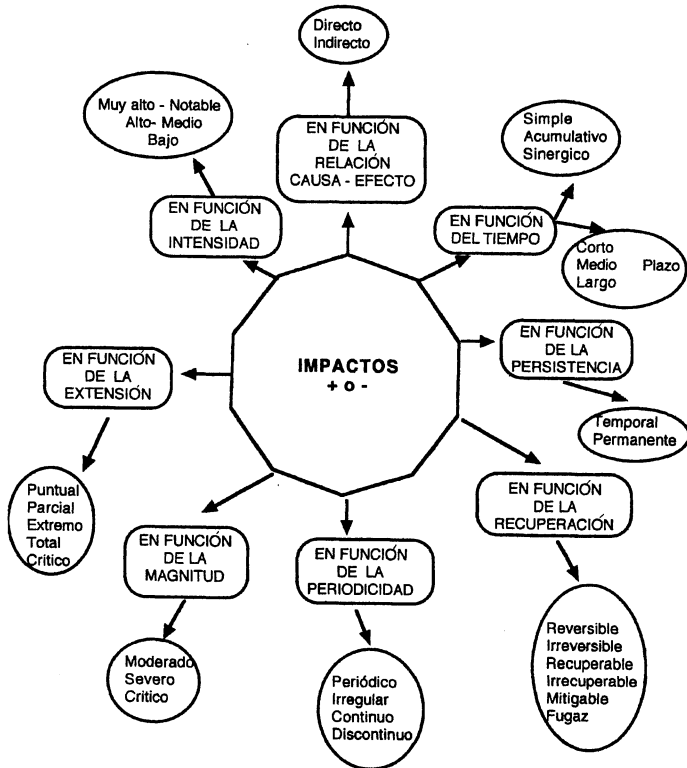 Directo
Indirecto
Muy alto - Notable
Alto- Medio
Bajo
EN FUNCIÓN
DE LA
RELACIÓN
CAUSA - EFECTO
Simple
Acumulativo
Sinergico
EN FUNCIÓN
DE LA
INTENSIDAD
EN FUNCIÓN
DEL TIEMPO
Corto
Medio Plazo
Largo
EN FUNCIÓN
DE LA
PERSISTENCIA
IMPACTOS
+ o -
EN FUNCIÓN
DE LA
EXTENSIÓN
Temporal
Permanente
EN FUNCIÓN
DE LA
RECUPERACIÓN
Puntual
Parcial
Extremo
Total
Critico
EN FUNCIÓN
DE LA
MAGNITUD
EN FUNCIÓN
DE LA
PERIODICIDAD
Moderado
Severo
Critico
Periódico
Irregular
Continuo
Discontinuo
Reversible
Irreversible
Recuperable
Irrecuperable
Mitigable
Fugaz